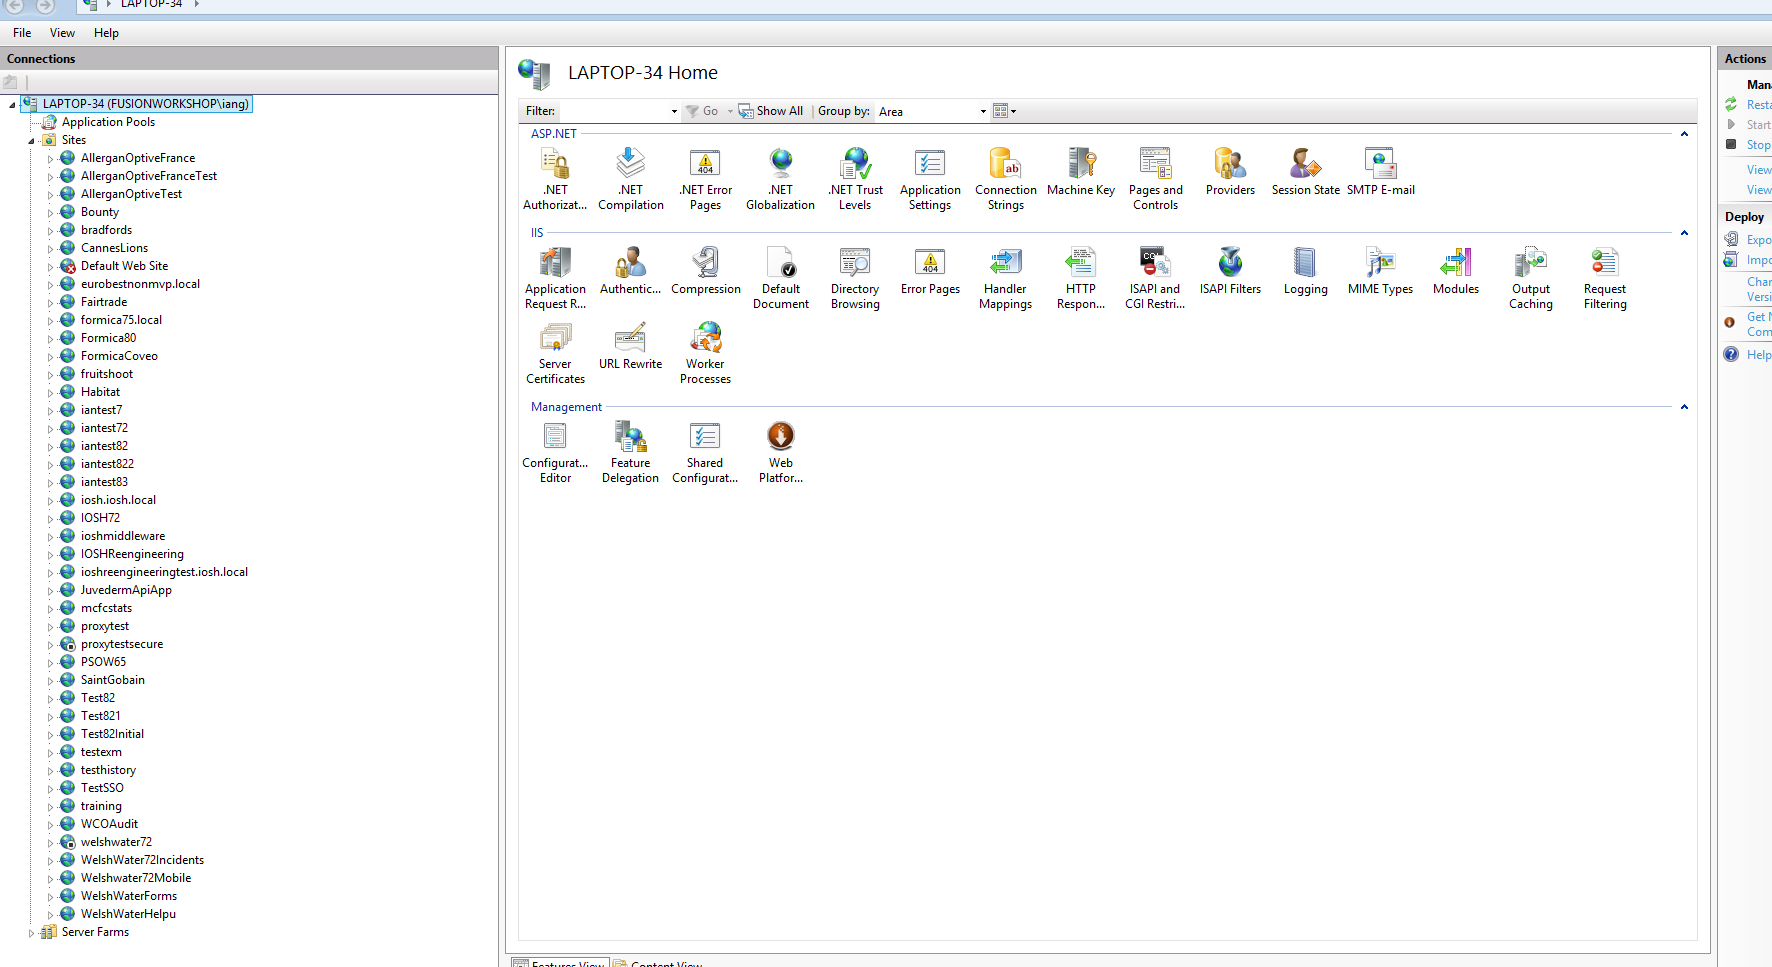 LAPTOP-34
File View Help
Connections
LAPTOP-34 (FUSIONWORKSHOP\iang)
Application Pools
Sites
AllerganOptiveFrance
AllerganOptiveFranceTest
AllerganOptiveTest
Bounty
bradfords
CannesLions
Default Web Site
eurobestnonmvp.local
Fairtrade
formica75.local
Formica80
FormicaCoveo
fruitshoot
Habitat
iantest7
iantest72
iantest82
iantest822
iantest83
iosh.iosh.local
IOSH72
ioshmiddleware
IOSHReengineering
ioshreengineeringtest.iosh.local
JuvedermApiApp
mcfcstats
proxytest
proxytestsecure
PSOW65
SaintGobain
Test82
Test821
Test82Initial
testexm
testhistory
TestSSO
training
WCOAudit
welshwater72
WelshWater72Incidents
Welshwater72Mobile
WelshWaterForms
WelshWaterHelpu
Server Farms
LAPTOP-34 Home
Filter: Go Show All Group by: Area
ASP.NET
.NET Authorizat...
.NET Compilation
404
.NET Error Pages
.NET Globalization
.NET Trust Levels
Application Settings
ab
Connection Strings
Machine Key
Pages and Controls
Providers
Session State
SMTP E-mail
IIS
Application Request R...
Authentic...
Compression
Default Document
Directory Browsing
404
Error Pages
Handler Mappings
HTTP Respon...
ISAPI and CGI Restri...
ISAPI Filters
Logging
MIME Types
Modules
Output Caching
Request Filtering
Server Certificates
URL Rewrite
Worker Processes
Management
Configurat... Editor
Feature Delegation
Shared Configurat...
Web Platfor...
Features View Content View
Actions
Mana
Resta
Start
Stop
View
View
Deploy
Expo
Impo
Char
Versi
Get N
Com
Help